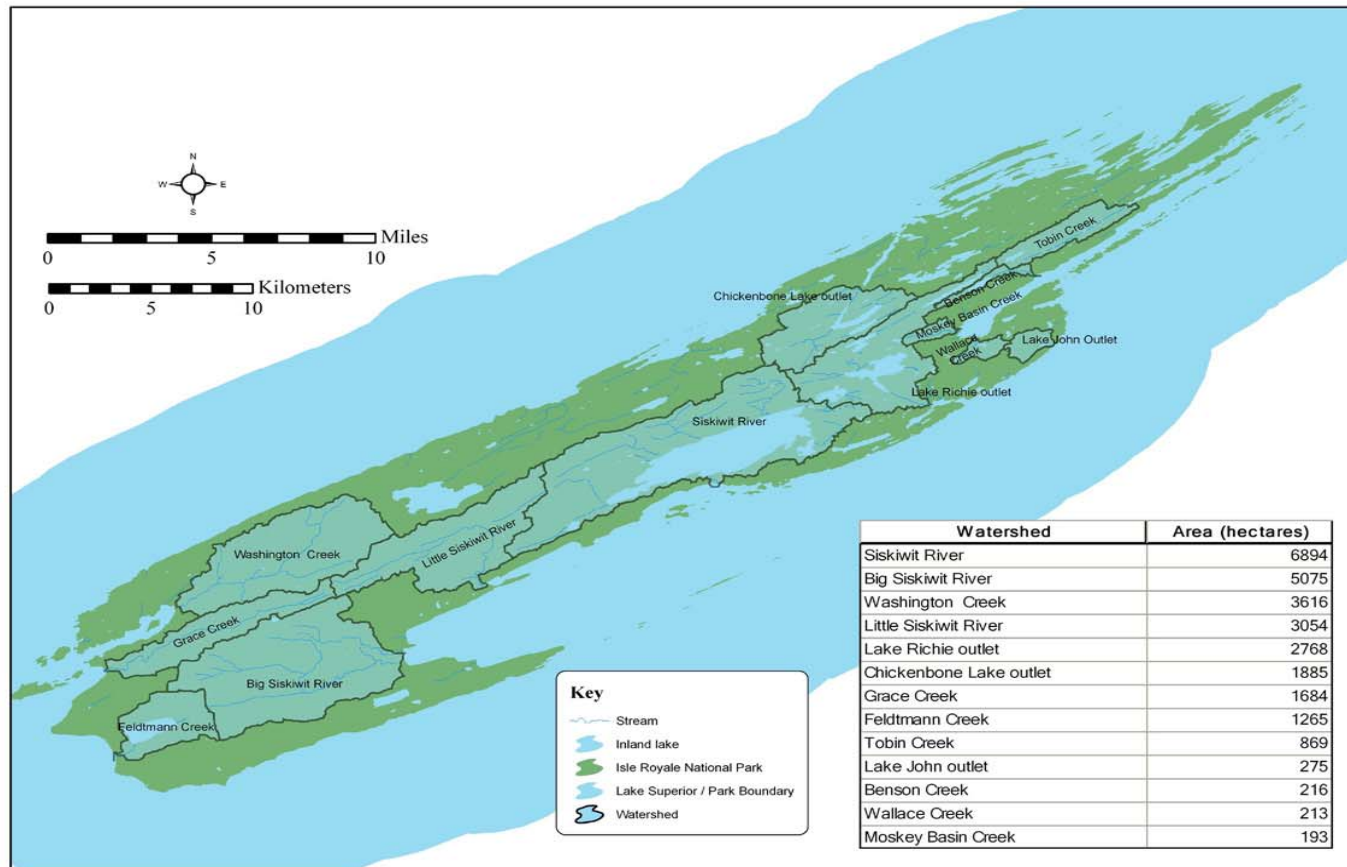 N
W E
S
Miles
0 5 10
Kilometers
0 5 10
Tobin Creek
Chickenbone Lake outlet
Benson Creek
Moskey Basin Creek
Wallace
Creek
Lake John Outlet
Lake Richie outlet
Siskiwit River
Little Siskiwit River
Washington Creek
Grace Creek
Big Siskiwit River
Feldtmann Creek
Key
Stream
Inland lake
Isle Royale National Park
Lake Superior / Park Boundary
Watershed
Watershed Area (hectares)
Siskiwit River 6894
Big Siskiwit River 5075
Washington Creek 3616
Little Siskiwit River 3054
Lake Richie outlet 2768
Chickenbone Lake outlet 1885
Grace Creek 1684
Feldtmann Creek 1265
Tobin Creek 869
Lake John outlet 275
Benson Creek 216
Wallace Creek 213
Moskey Basin Creek 193